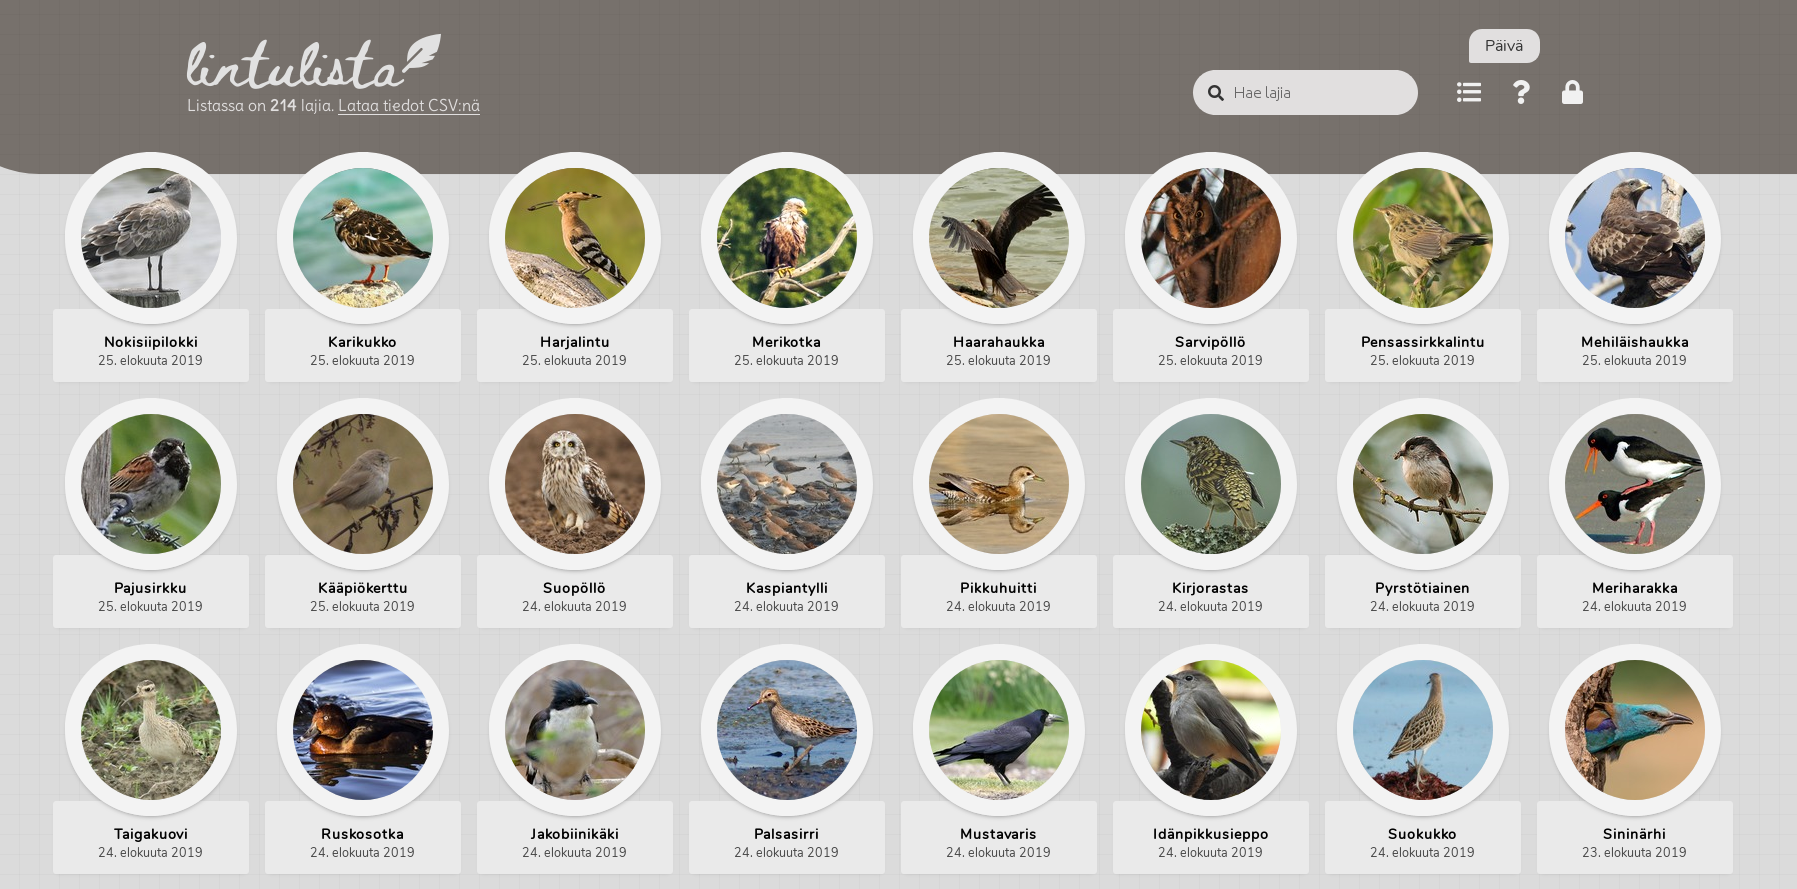 lintulista
Listassa on 214 lajia. Lataa tiedot CSV:nä
Päivä
Hae lajia
Nokisiipilokki
25. elokuuta 2019
Karikukko
25. elokuuta 2019
Harjalintu
25. elokuuta 2019
Merikotka
25. elokuuta 2019
Haarahaukka
25. elokuuta 2019
Sarvipöllö
25. elokuuta 2019
Pensassirkkalintu
25. elokuuta 2019
Mehiläishaukka
25. elokuuta 2019
Pajusirkku
25. elokuuta 2019
Kääpiökerttu
25. elokuuta 2019
Suopöllö
24. elokuuta 2019
Kaspiantylli
24. elokuuta 2019
Pikkuhuitti
24. elokuuta 2019
Kirjorastas
24. elokuuta 2019
Pyrstötiainen
24. elokuuta 2019
Meriharakka
24. elokuuta 2019
Taigakuovi
24. elokuuta 2019
Ruskosotka
24. elokuuta 2019
Jakobiinikäki
24. elokuuta 2019
Palsasirri
24. elokuuta 2019
Mustavaris
24. elokuuta 2019
Idänpikkusieppo
24. elokuuta 2019
Suokukko
24. elokuuta 2019
Sininärhi
23. elokuuta 2019